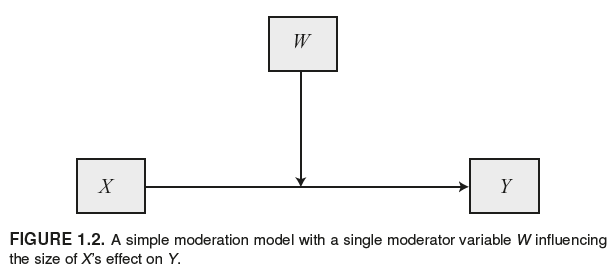 W
X
Y
FIGURE 1.2. A simple moderation model with a single moderator variable W influencing
the size of X's effect on Y.